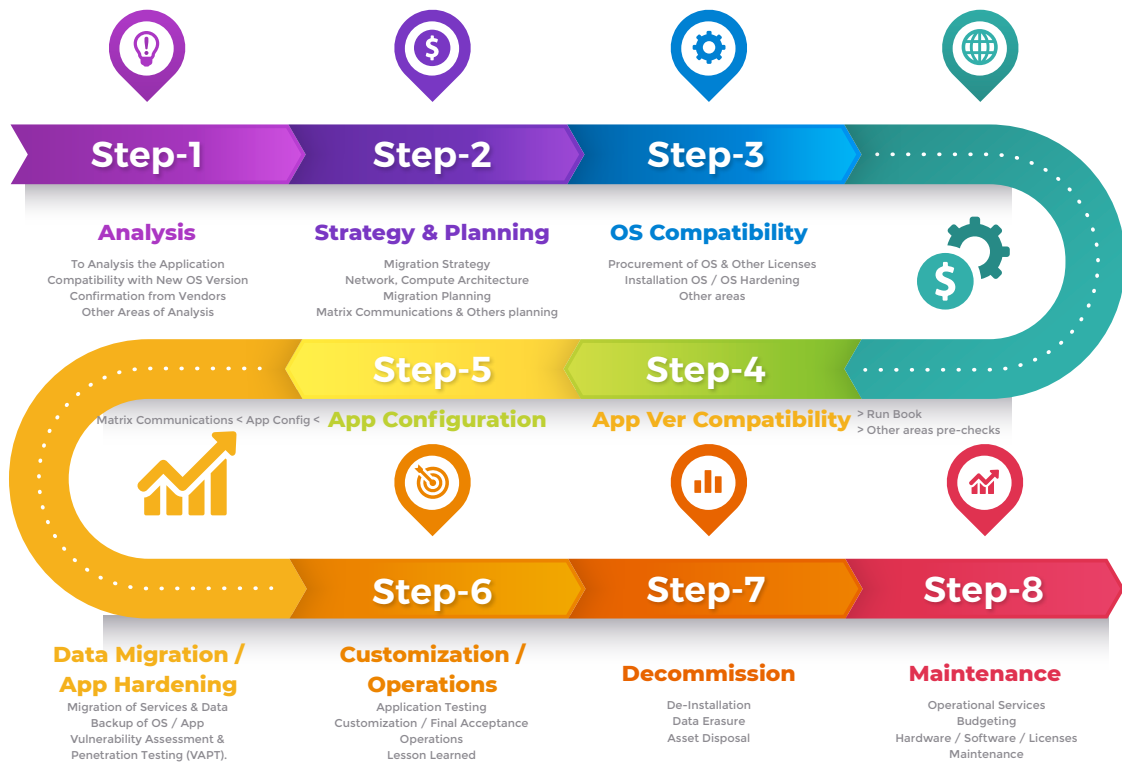 Step-1
Step-2
Step-3
Analysis
To Analysis the Application
Compatibility with New OS Version
Confirmation from Vendors
Other Areas of Analysis
Strategy & Planning
Migration Strategy
Network, Compute Architecture
Migration Planning
Matrix Communications & Others planning
OS Compatibility
Procurement of OS & Other Licenses
Installation OS / OS Hardening
Other areas
$
$
Step-4
App Ver Compatibility
> Run Book
> Other areas pre-checks
Step-5
App Configuration
Matrix Communications < App Config <
Data Migration /
App Hardening
Migration of Services & Data
Backup of OS / App
Vulnerability Assessment &
Penetration Testing (VAPT).
Step-6
Customization /
Operations
Application Testing
Customization / Final Acceptance
Operations
Lesson Learned
Step-7
Decommission
De-Installation
Data Erasure
Asset Disposal
Step-8
Maintenance
Operational Services
Budgeting
Hardware / Software / Licenses
Maintenance